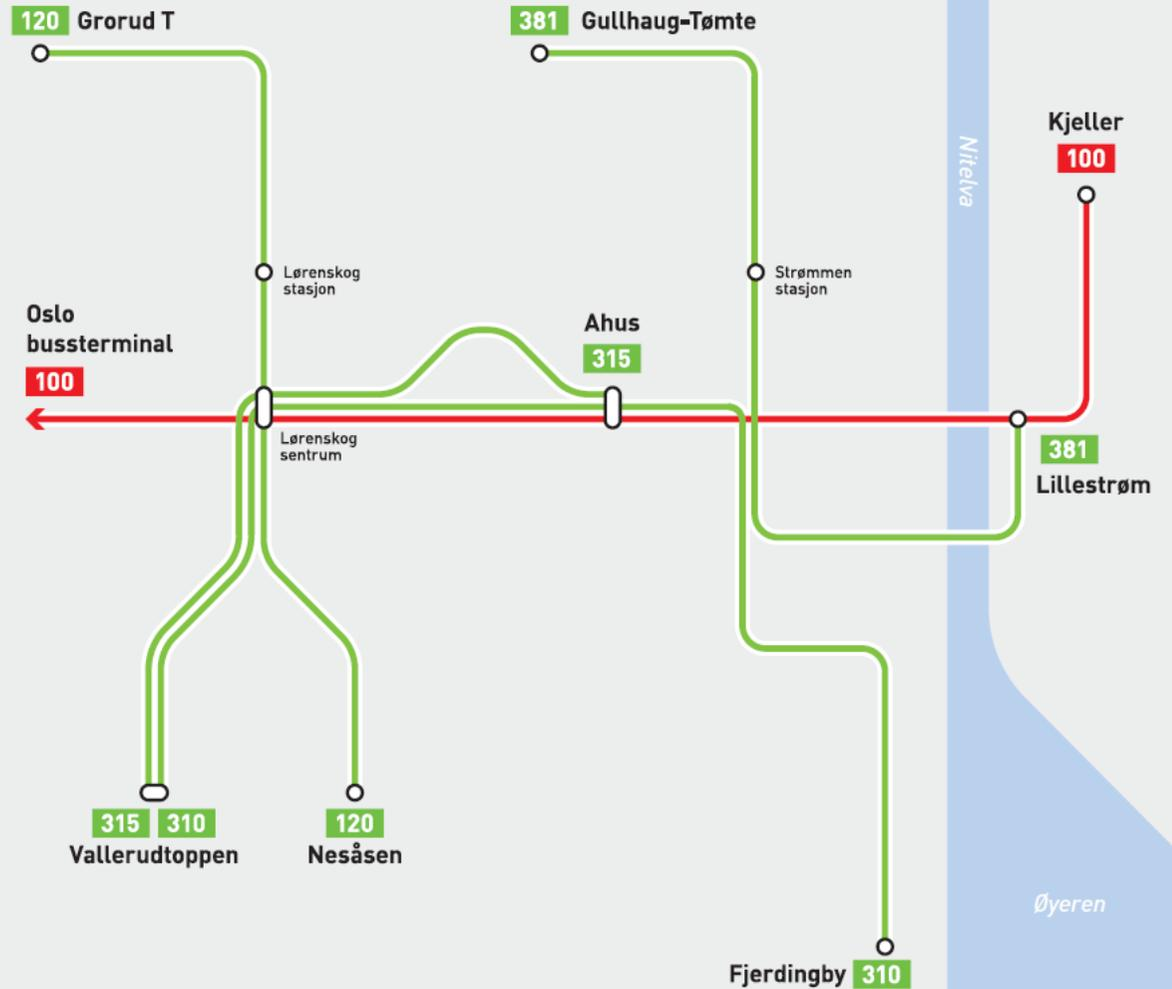 120 Grorud T
381 Gullhaug-Tømte
Kjeller
100
Nitelva
Lørenskog
stasjon
Strømmen
stasjon
Oslo
bussterminal
100
Ahus
315
Lørenskog
sentrum
381
Lillestrøm
315 310
Vallerudtoppen
120
Nesåsen
Øyeren
Fjerdingby 310